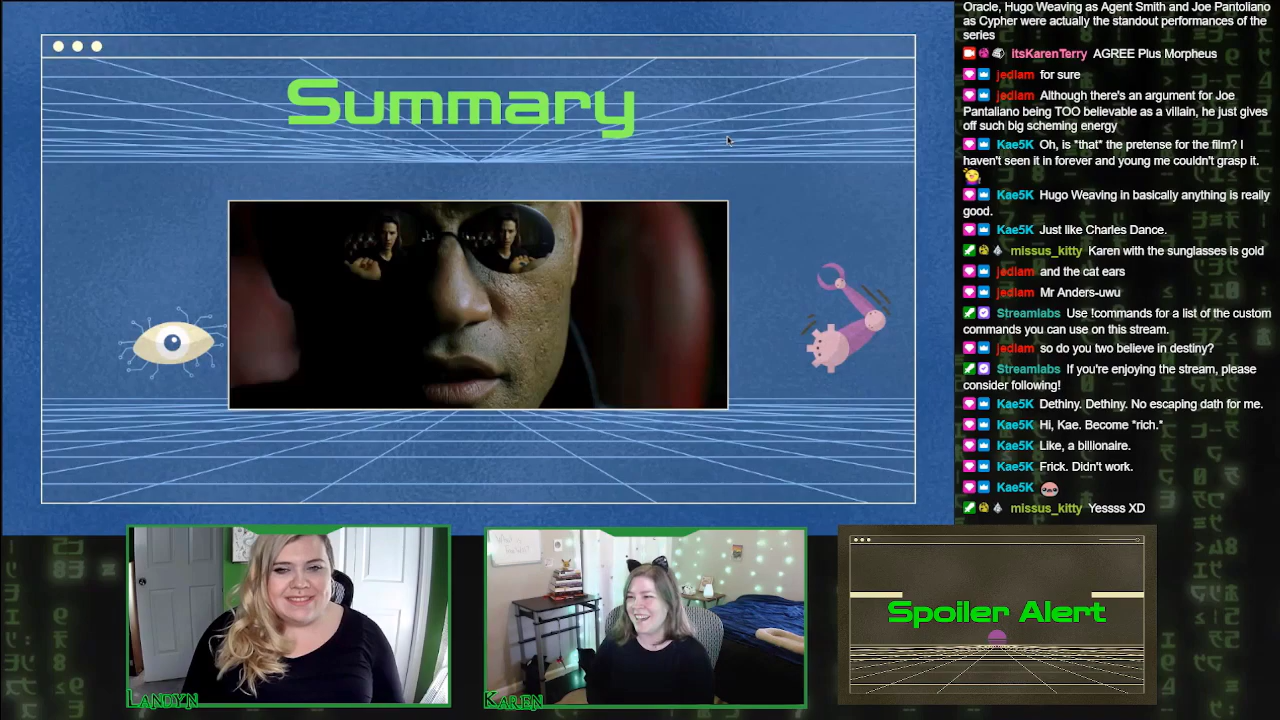 Summary
Oracle, Hugo Weaving as Agent Smith and Joe Pantoliano
as Cypher were actually the standout performances of the
series
itsKarenTerry AGREE Plus Morpheus
jedlam for sure
jedlam Although there's an argument for Joe
Pantaliano being TOO believable as a villain, he just gives
off such big scheming energy
Kae5K Oh, is *that* the pretense for the film? I
haven't seen it in forever and young me couldn't grasp it.
Kae5K Hugo Weaving in basically anything is really
good.
Kae5K Just like Charles Dance.
missus_kitty Karen with the sunglasses is gold
jedlam and the cat ears
jedlam Mr Anders-uwu
Streamlabs Use !commands for a list of the custom
commands you can use on this stream.
jedlam so do you two believe in destiny?
Streamlabs If you're enjoying the stream, please
consider following!
Kae5K Dethiny. Dethiny. No escaping dath for me.
Kae5K Hi, Kae. Become *rich.*
Kae5K Like, a billionaire.
Kae5K Frick. Didn't work.
Kae5K
missus_kitty Yessss XD
LANDYN
KAREN
Spoiler Alert